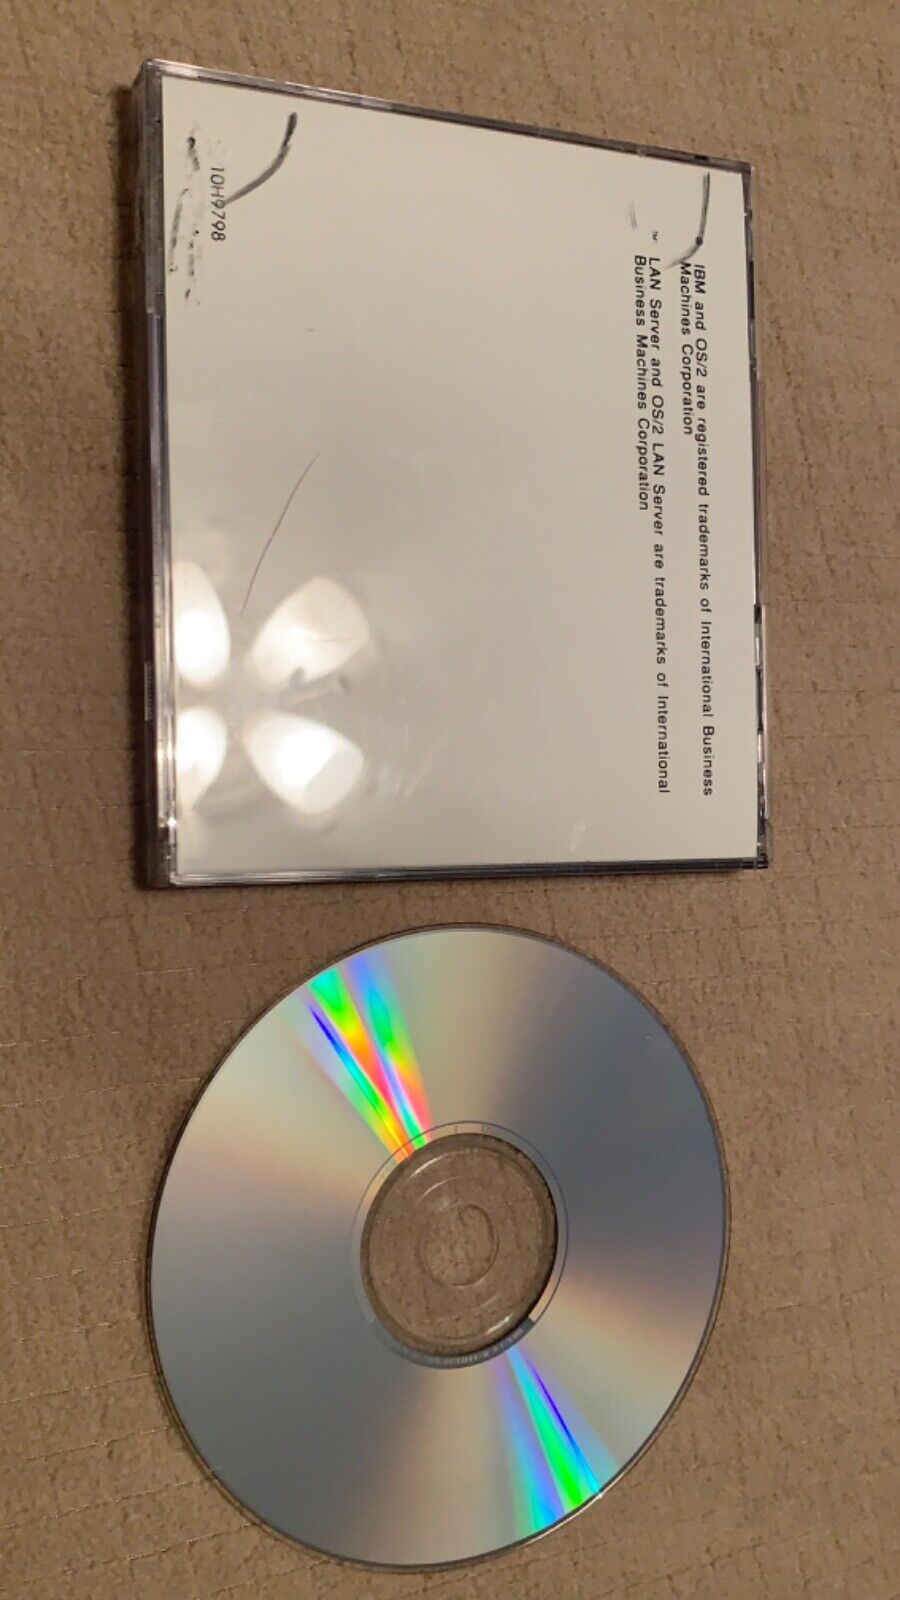 IBM and OS/2 are registered trademarks of International Business
Machines Corporation
™ LAN Server and OS/2 LAN Server are trademarks of International
Business Machines Corporation
10H9798